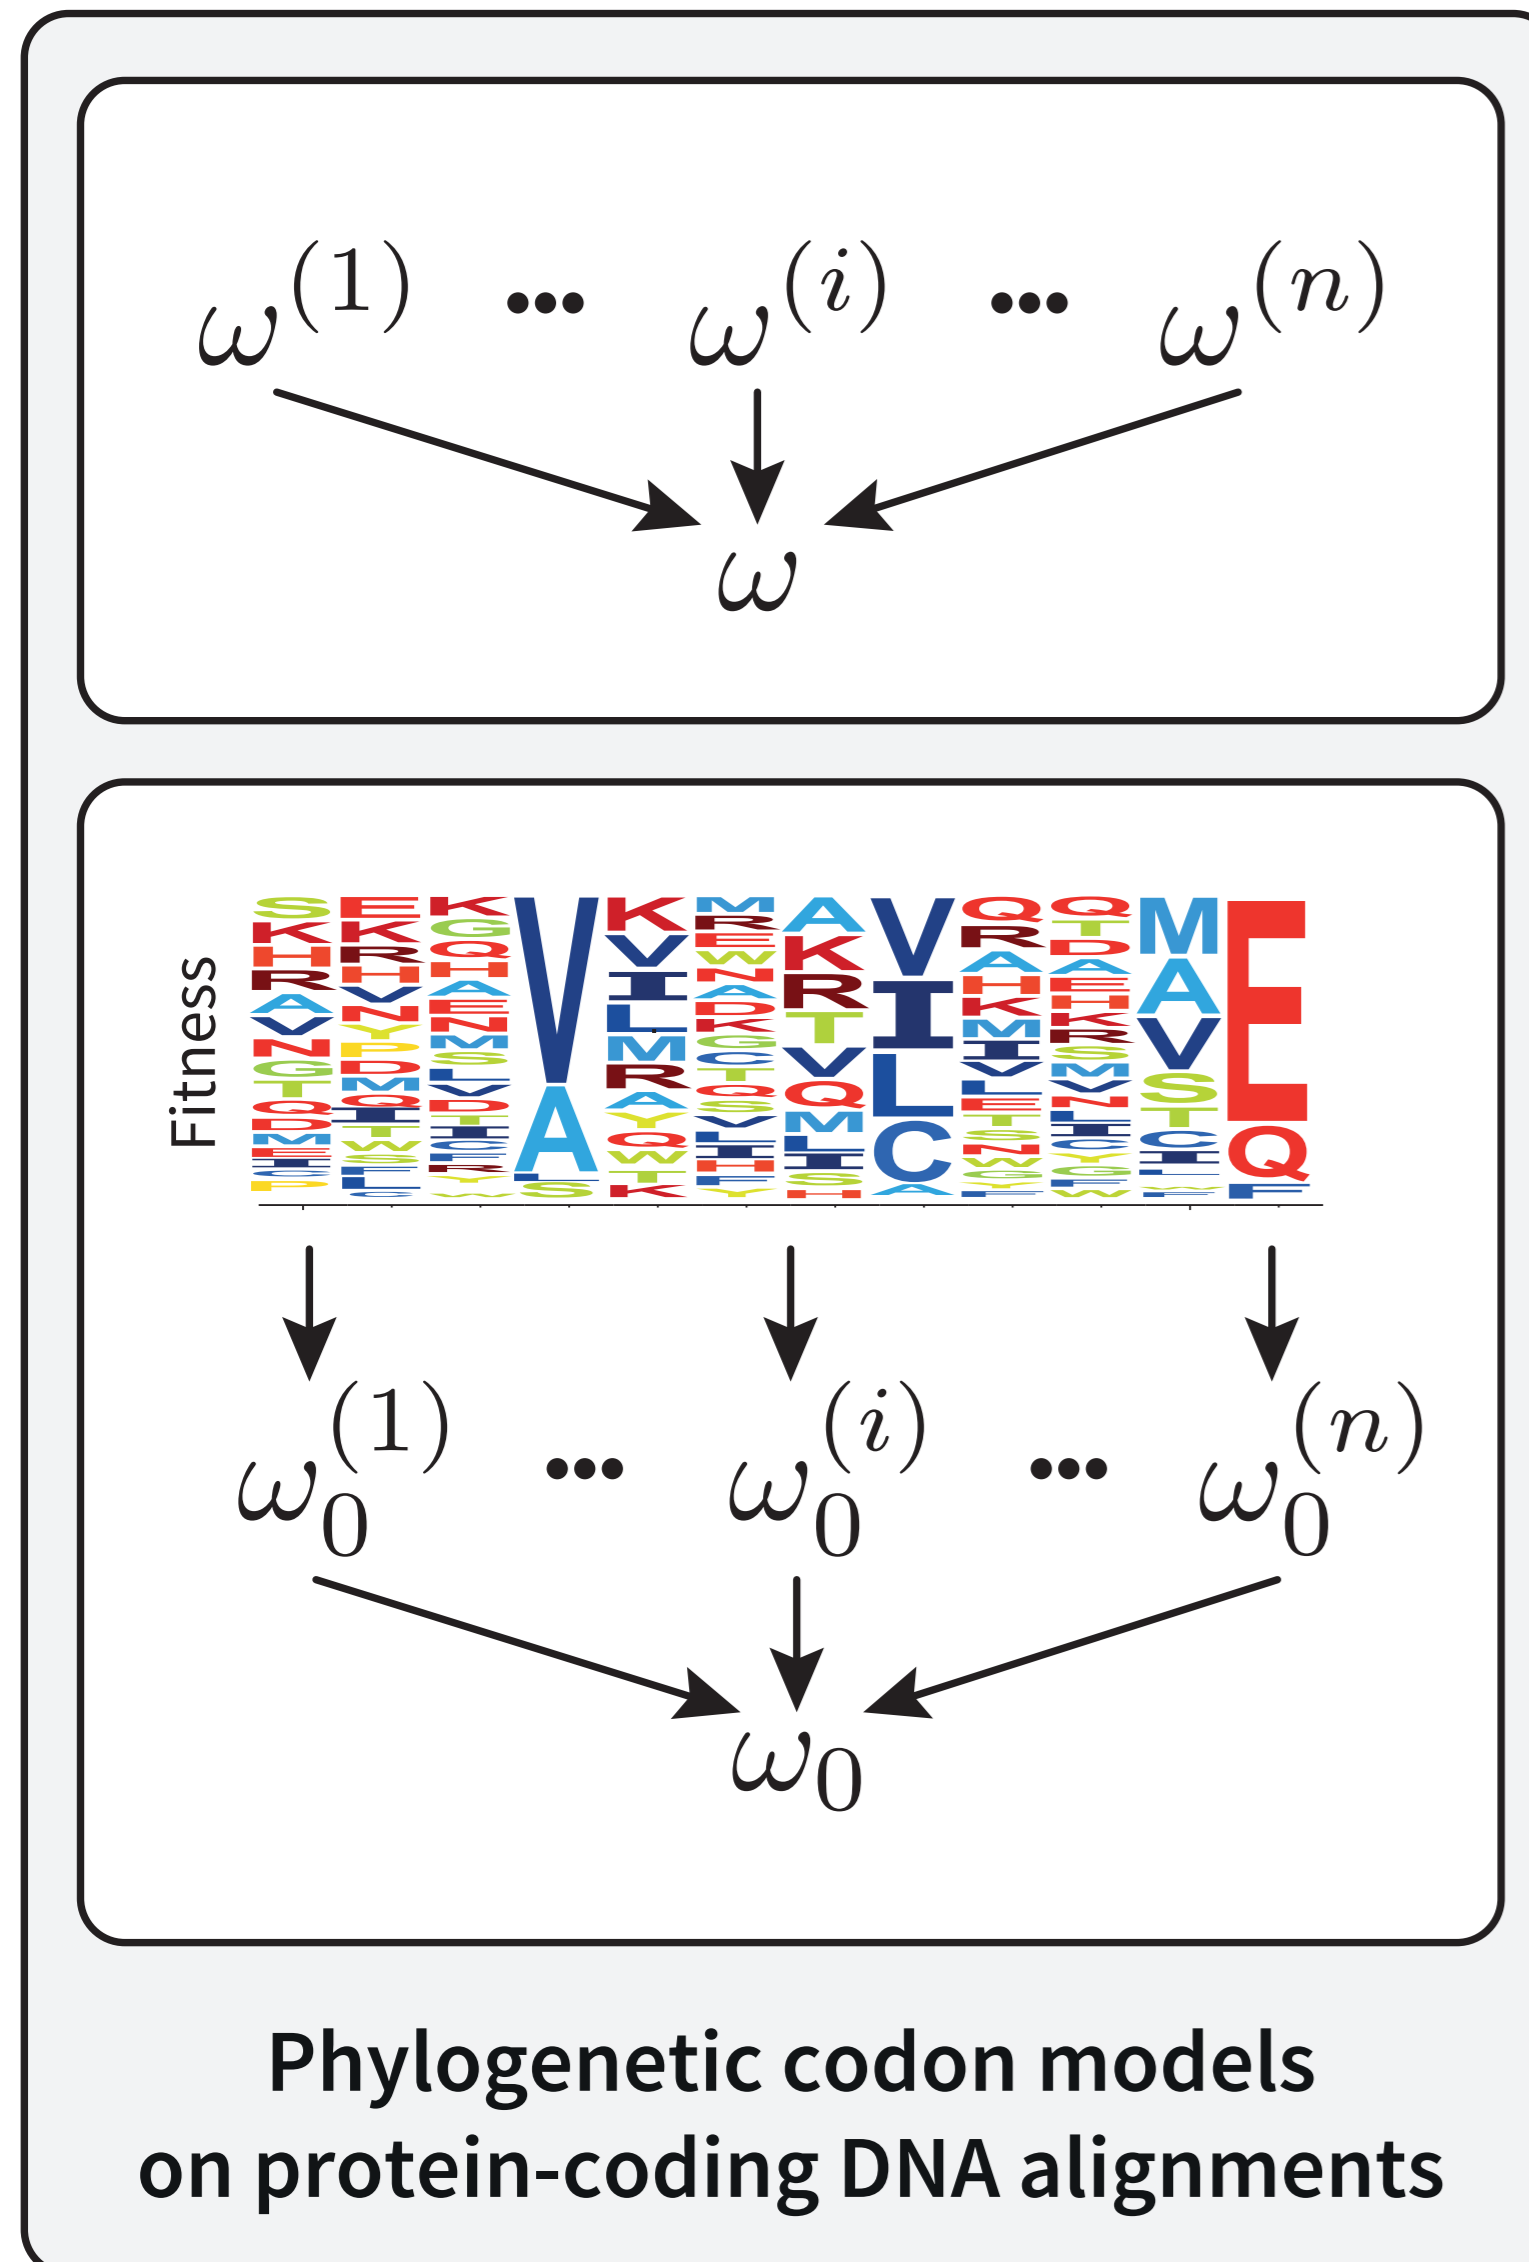 ω(1) ••• ω(i) ••• ω(n)
ω
Fitness
ω0(1) ••• ω0(i) ••• ω0(n)
ω0
Phylogenetic codon models
on protein-coding DNA alignments